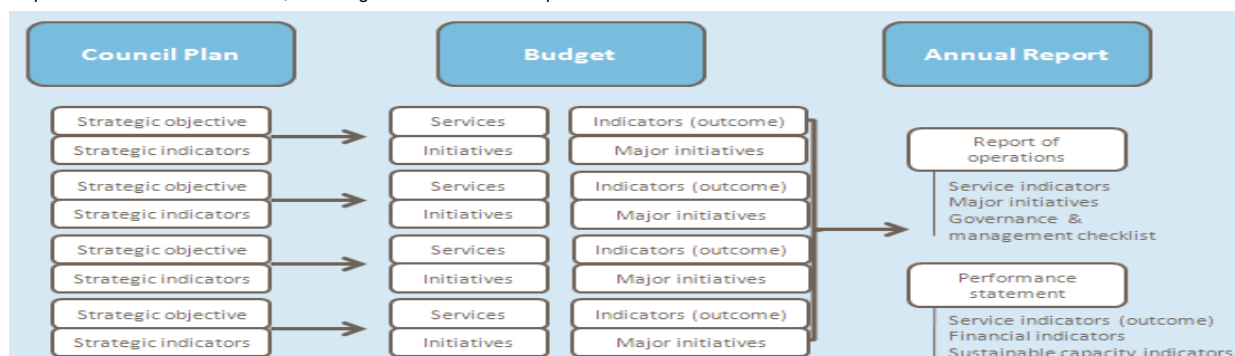 Council Plan
Budget
Annual Report
Strategic objective
Services
Indicators (outcome)
Strategic indicators
Initiatives
Major initiatives
Strategic objective
Services
Indicators (outcome)
Strategic indicators
Initiatives
Major initiatives
Strategic objective
Services
Indicators (outcome)
Strategic indicators
Initiatives
Major initiatives
Strategic objective
Services
Indicators (outcome)
Strategic indicators
Initiatives
Major initiatives
Report of
operations
Service indicators
Major initiatives
Governance &
management checklist
Performance
statement
Service indicators (outcome)
Financial indicators
Sustainable capacity indicators